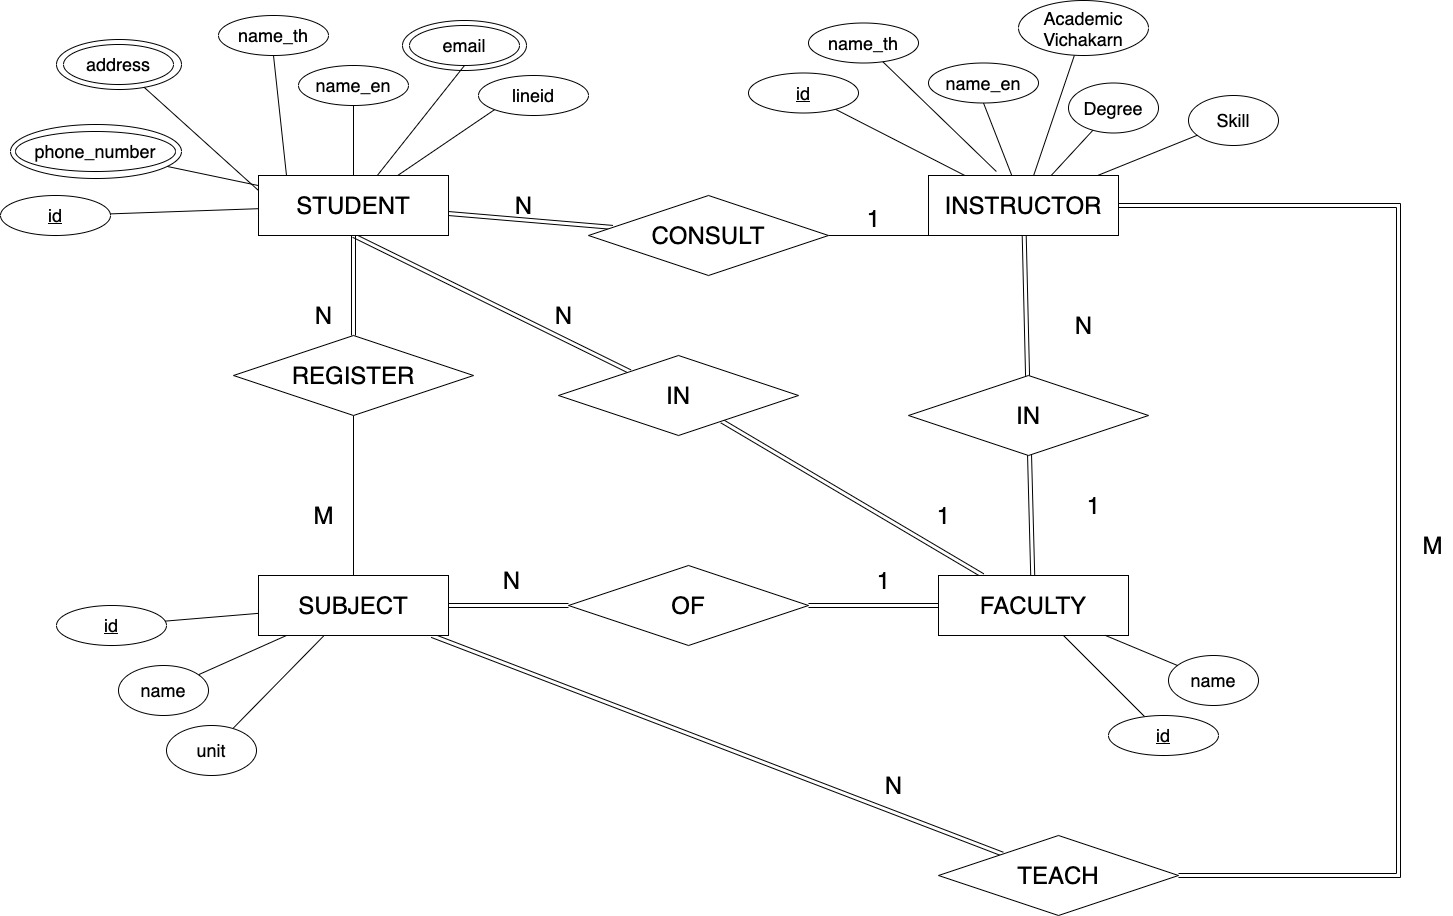 Academic
Vichakarn
name_th
email
name_th
address
name_en
name_en
lineid
id
Degree
Skill
phone_number
id
STUDENT
N
CONSULT
1
INSTRUCTOR
N
N
N
REGISTER
IN
IN
M
1
1
M
SUBJECT
N
OF
1
FACULTY
id
name
name
unit
id
N
TEACH